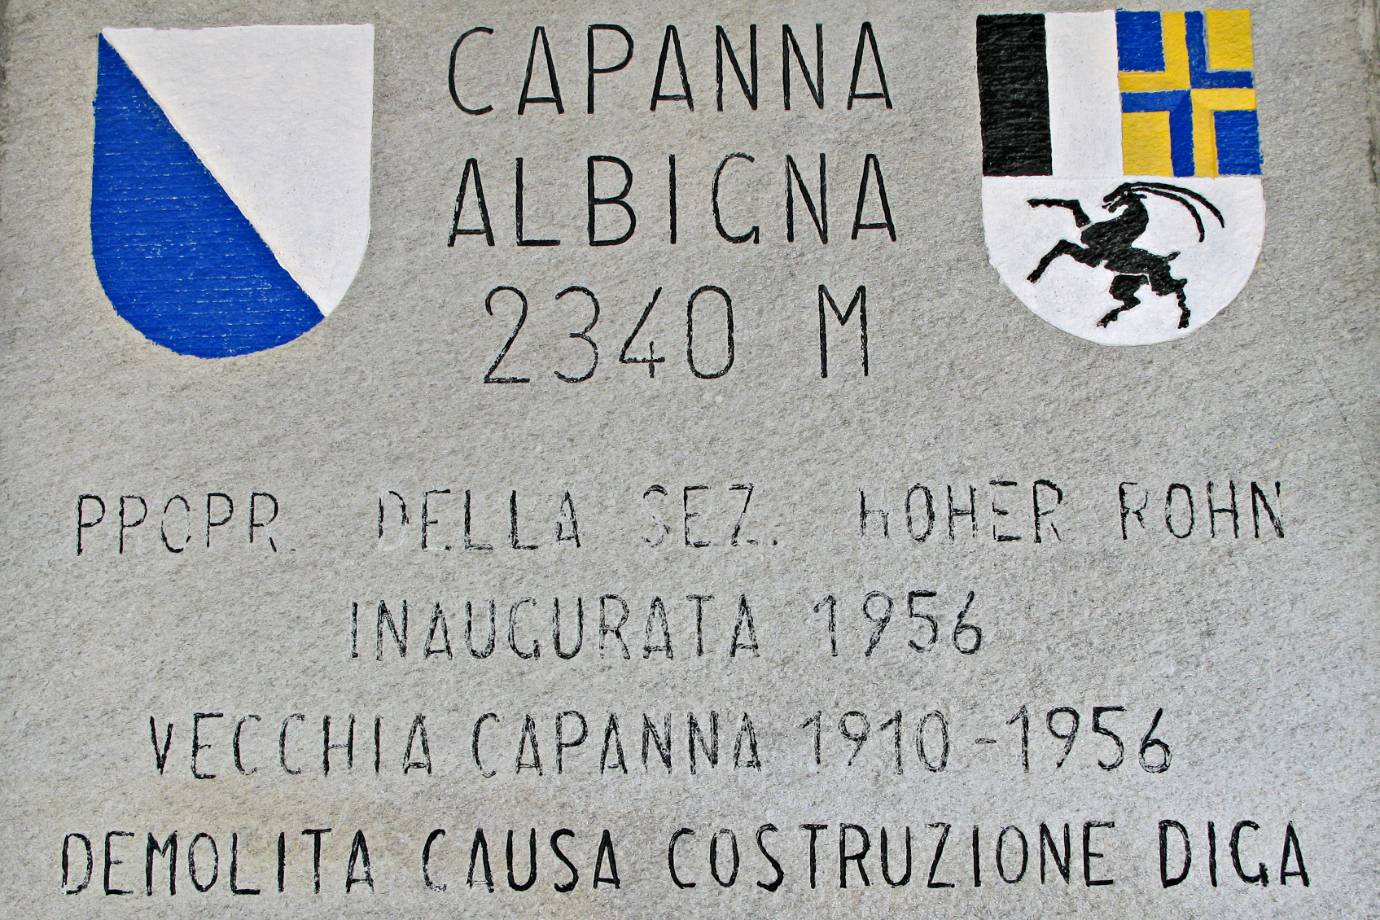 CAPANNA
ALBIGNA
2340 M
PPOPR. DELLA SEZ. HOHER ROHN
INAUGURATA 1956
VECCHIA CAPANNA 1910-1956
DEMOLITA CAUSA COSTRUZIONE DIGA